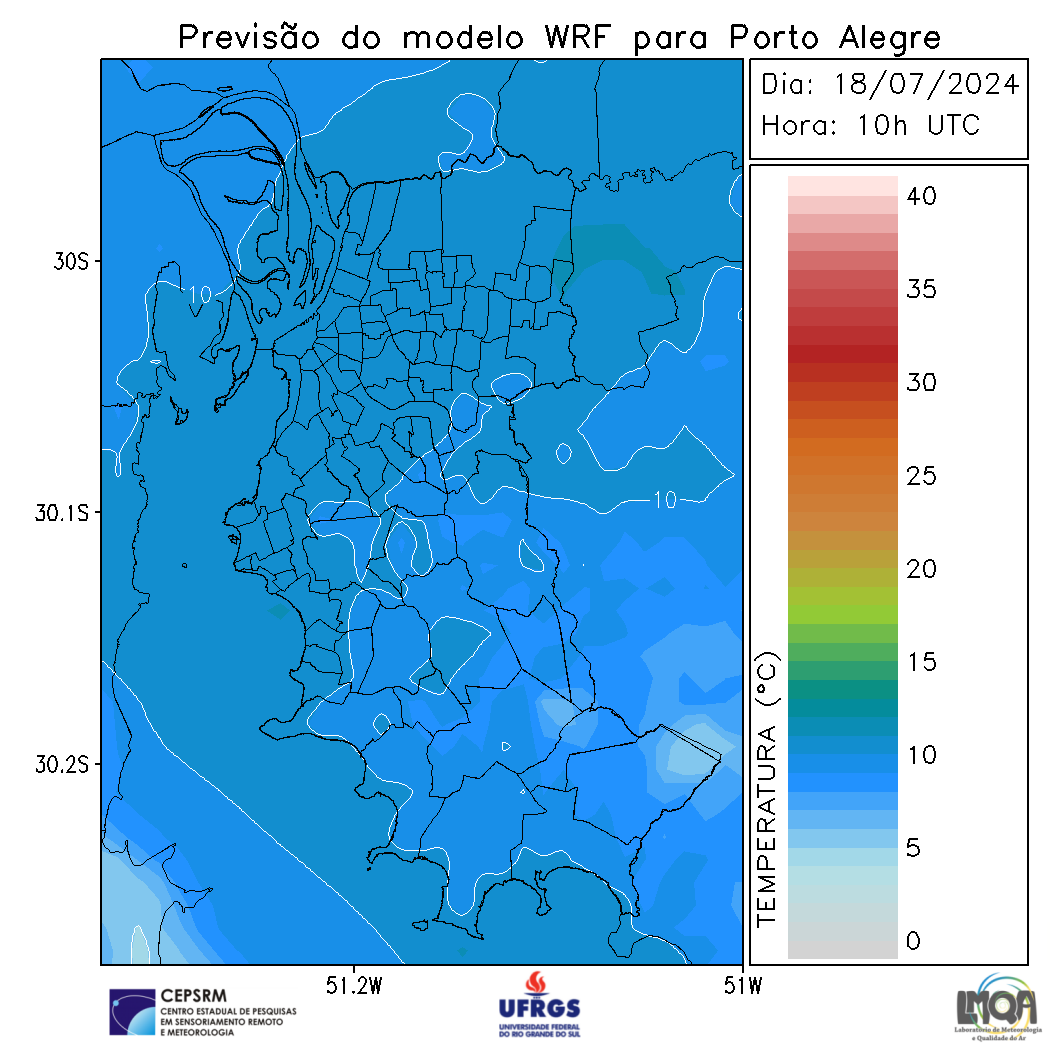 Previsão do modelo WRF para Porto Alegre
Dia: 18/07/2024
Hora: 10h UTC
40
35
30
25
20
15
10
5
0
TEMPERATURA (°C)
30S
30.1S
30.2S
51.2W
51W
10
10
CEPSRM
CENTRO ESTADUAL DE PESQUISAS
EM SENSORIAMENTO REMOTO
E METEOROLOGIA
UFRGS
UNIVERSIDADE FEDERAL
DO RIO GRANDE DO SUL
LMQA
Laboratório de Meteorologia
e Qualidade do Ar